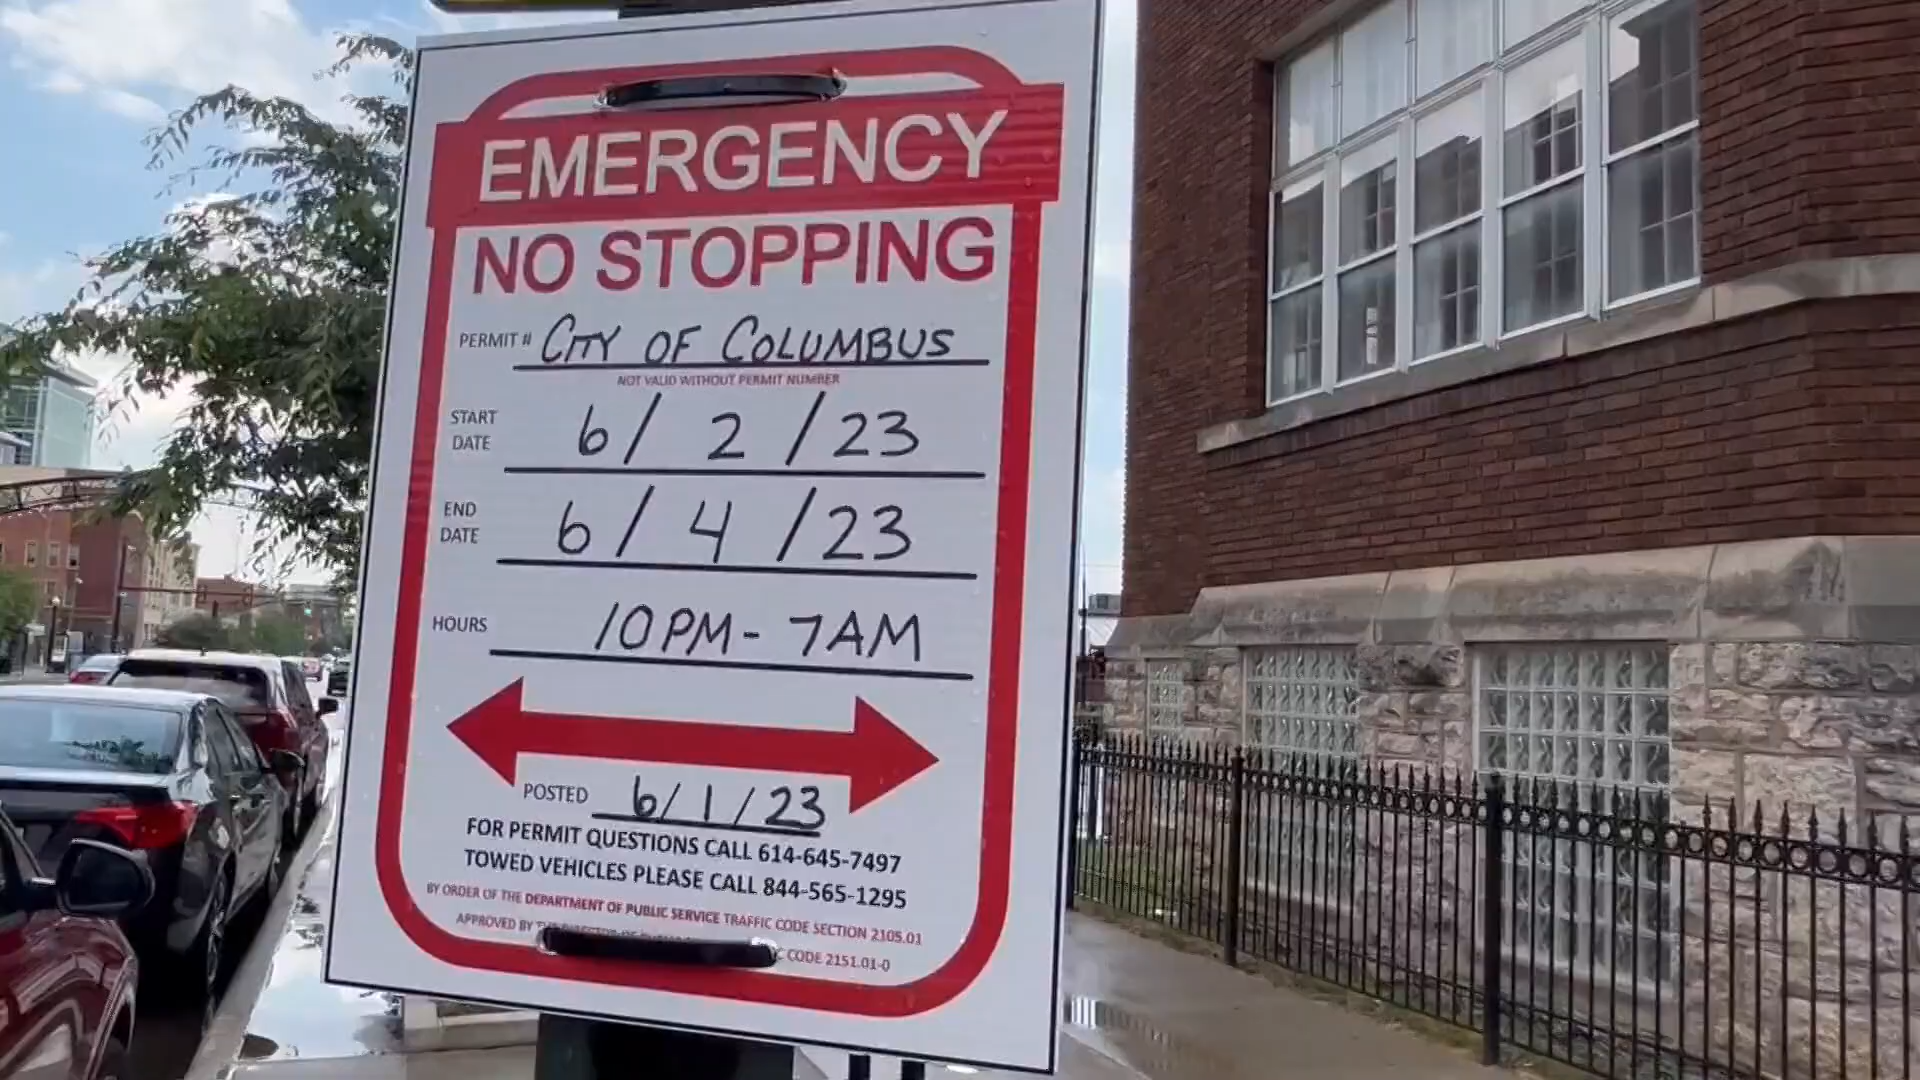 EMERGENCY
NO STOPPING
PERMIT # CITY OF COLUMBUS
NOT VALID WITHOUT PERMIT NUMBER
START
DATE 6/2/23
END
DATE 6/4/23
HOURS 10PM-7AM
POSTED 6/1/23
FOR PERMIT QUESTIONS CALL 614-645-7497
TOWED VEHICLES PLEASE CALL 844-565-1295
BY ORDER OF THE DEPARTMENT OF PUBLIC SERVICE TRAFFIC CODE SECTION 2105.01
APPROVED BY CODE 2151.01-0